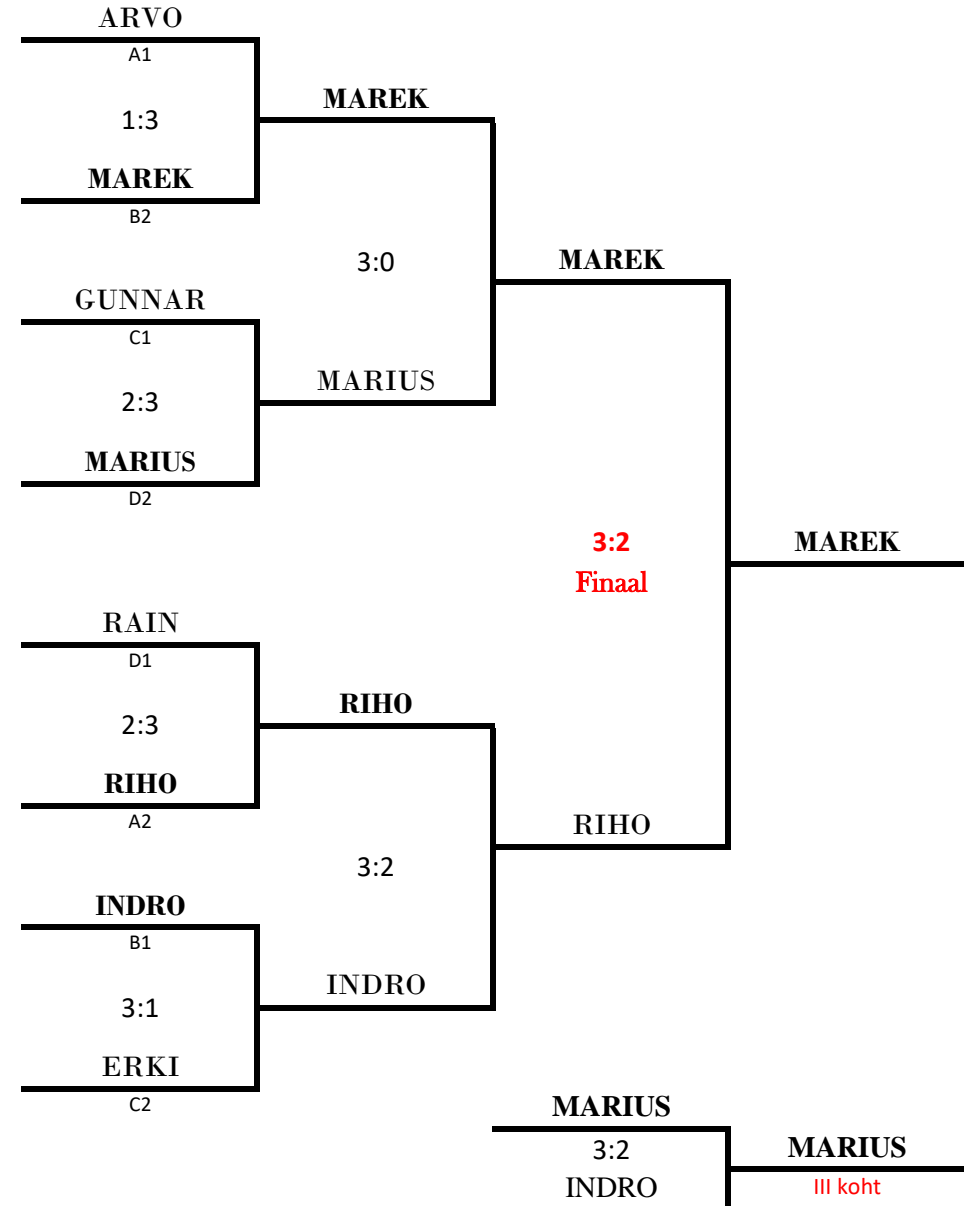 ARVO
A1
1:3
MAREK
B2
MAREK
3:0
GUNNAR
C1
2:3
MARIUS
D2
MARIUS
MAREK
3:2
Finaal
MAREK
RAIN
D1
2:3
RIHO
A2
RIHO
3:2
INDRO
B1
3:1
ERKI
C2
INDRO
RIHO
MARIUS
3:2
INDRO
MARIUS
III koht